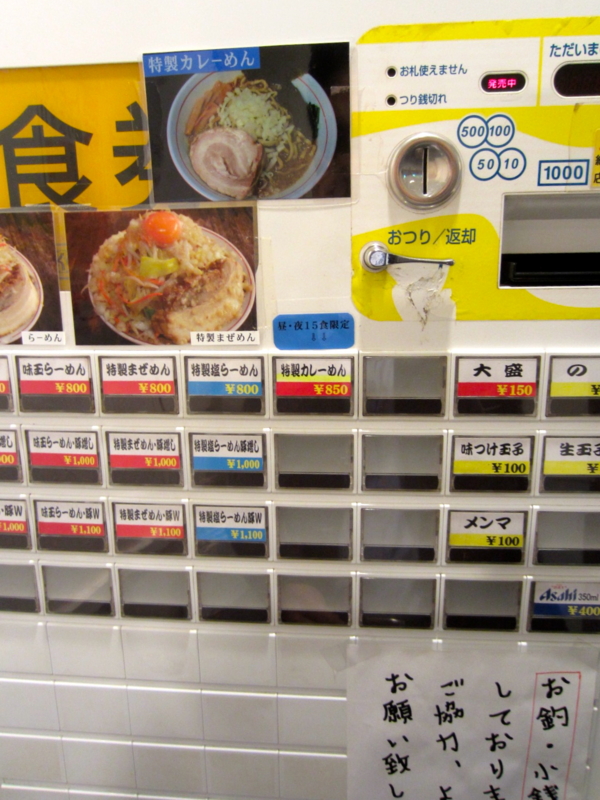 特製カレーめん
お札使えません
発売中
ただいま
つり銭切れ
500 100
50 10
1000
食
おつり／返却
らーめん
特製まぜめん
昼・夜15食限定
味玉らーめん 特製まぜめん 特製塩らーめん 特製カレーめん 大盛 の
¥800 ¥800 ¥800 ¥850 ¥150
味玉らーめん・豚増し 特製まぜめん・豚増し 特製塩らーめん豚増し 味つけ玉子 生玉子
¥1,000 ¥1,000 ¥1,000 ¥100
味玉らーめん・豚W 特製まぜめん・豚W 特製塩らーめん・豚W メンマ
¥1,000 ¥1,100 ¥1,100 ¥1,100 ¥100
Asahi 350ml
¥400
お釣・小銭
しており
ご協力、よ
お願い致し